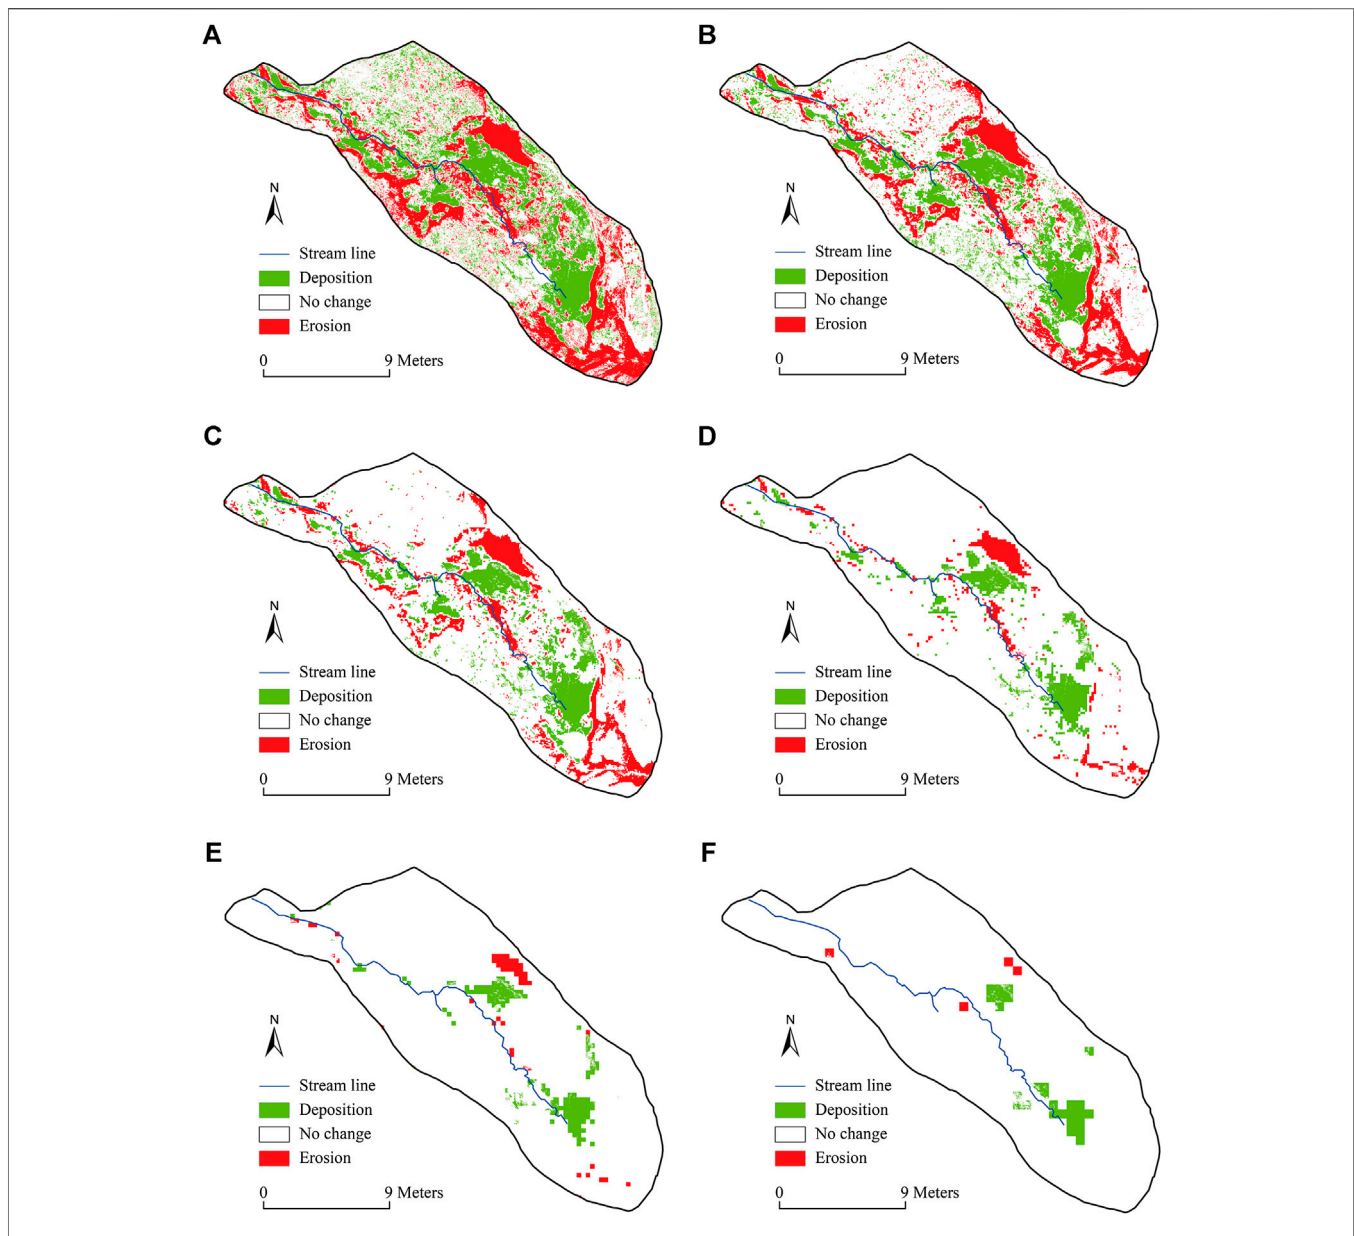 A
N
Stream line
Deposition
No change
Erosion
0 9 Meters
B
N
Stream line
Deposition
No change
Erosion
0 9 Meters
C
N
Stream line
Deposition
No change
Erosion
0 9 Meters
D
N
Stream line
Deposition
No change
Erosion
0 9 Meters
E
N
Stream line
Deposition
No change
Erosion
0 9 Meters
F
N
Stream line
Deposition
No change
Erosion
0 9 Meters